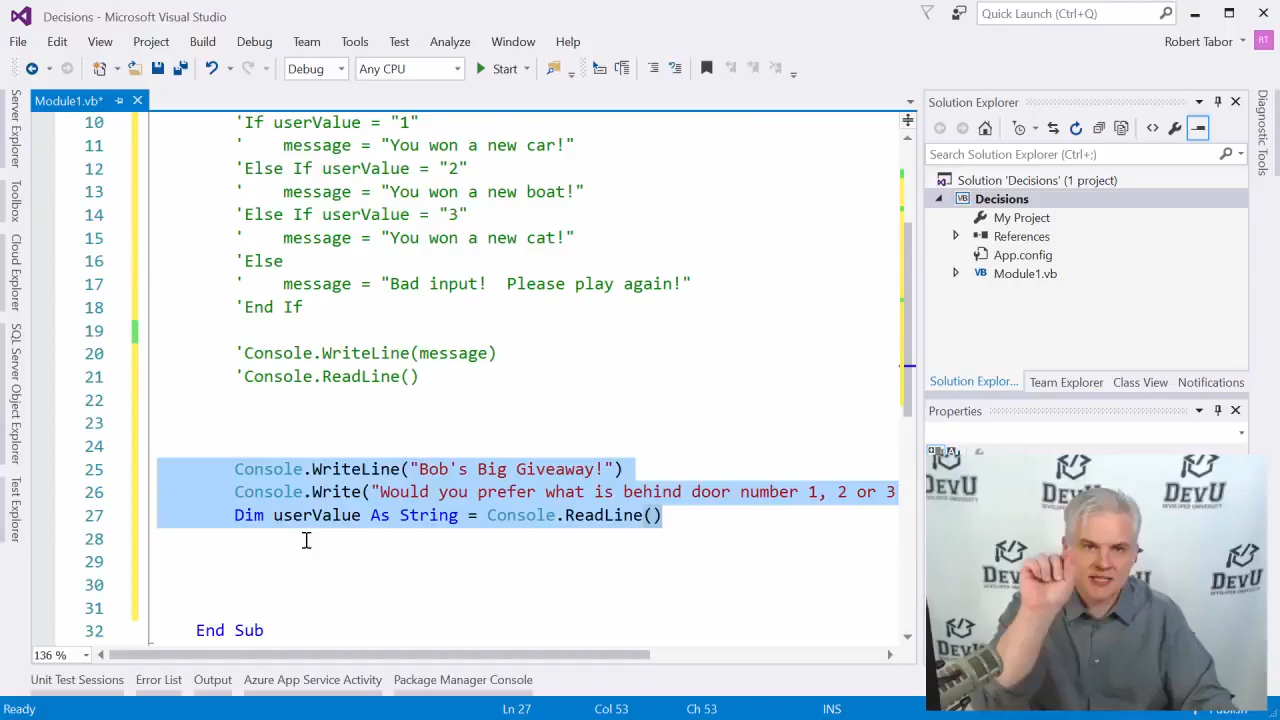 Decisions - Microsoft Visual Studio
Quick Launch (Ctrl+Q)
File Edit View Project Build Debug Team Tools Test Analyze Window Help
Robert Tabor RT
Debug Any CPU Start
Module1.vb*
10 'If userValue = "1"
11 ' message = "You won a new car!"
12 'Else If userValue = "2"
13 ' message = "You won a new boat!"
14 'Else If userValue = "3"
15 ' message = "You won a new cat!"
16 'Else
17 ' message = "Bad input!  Please play again!"
18 'End If
19
20 'Console.WriteLine(message)
21 'Console.ReadLine()
22
23
24
25 Console.WriteLine("Bob's Big Giveaway!")
26 Console.Write("Would you prefer what is behind door number 1, 2 or 3
27 Dim userValue As String = Console.ReadLine()
28
29
30
31
32 End Sub
136 %
Server Explorer
Toolbox
Cloud Explorer
SQL Server Object Explorer
Test Explorer
Solution Explorer
Search Solution Explorer (Ctrl+;)
Solution 'Decisions' (1 project)
VB Decisions
My Project
References
App.config
VB Module1.vb
Solution Explor... Team Explorer Class View Notifications
Properties
Diagnostic Tools
DEVU
DEVU
DEVU
DEVU
Unit Test Sessions Error List Output Azure App Service Activity Package Manager Console
Ready Ln 27 Col 53 Ch 53 INS Publish